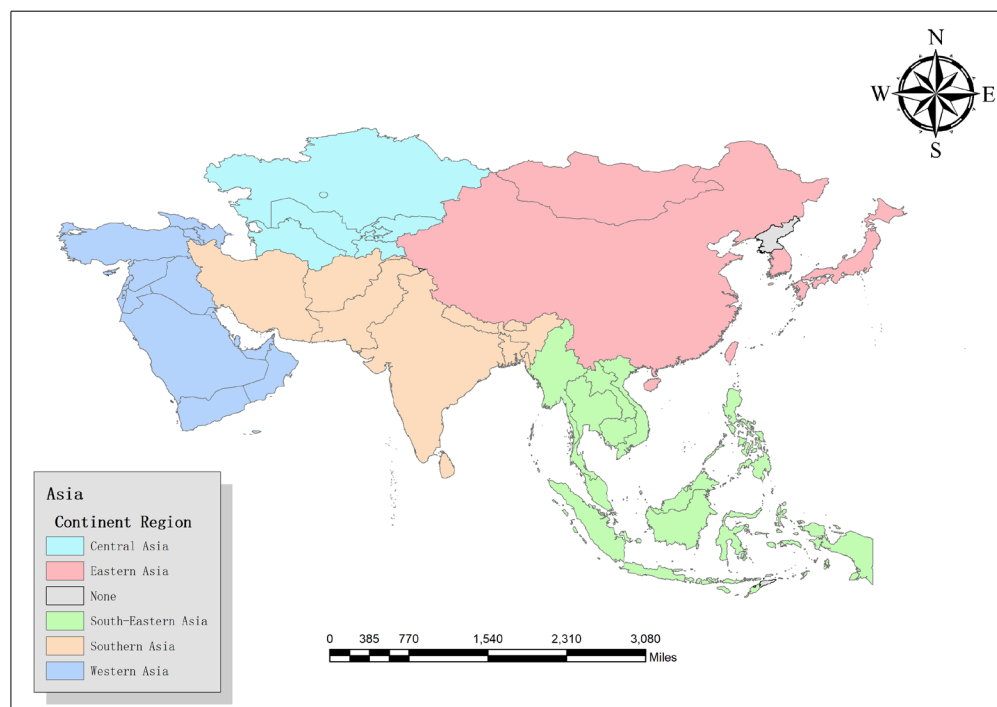 N
W E
S
Asia
Continent Region
Central Asia
Eastern Asia
None
South-Eastern Asia
Southern Asia
Western Asia
0 385 770 1,540 2,310 3,080
Miles